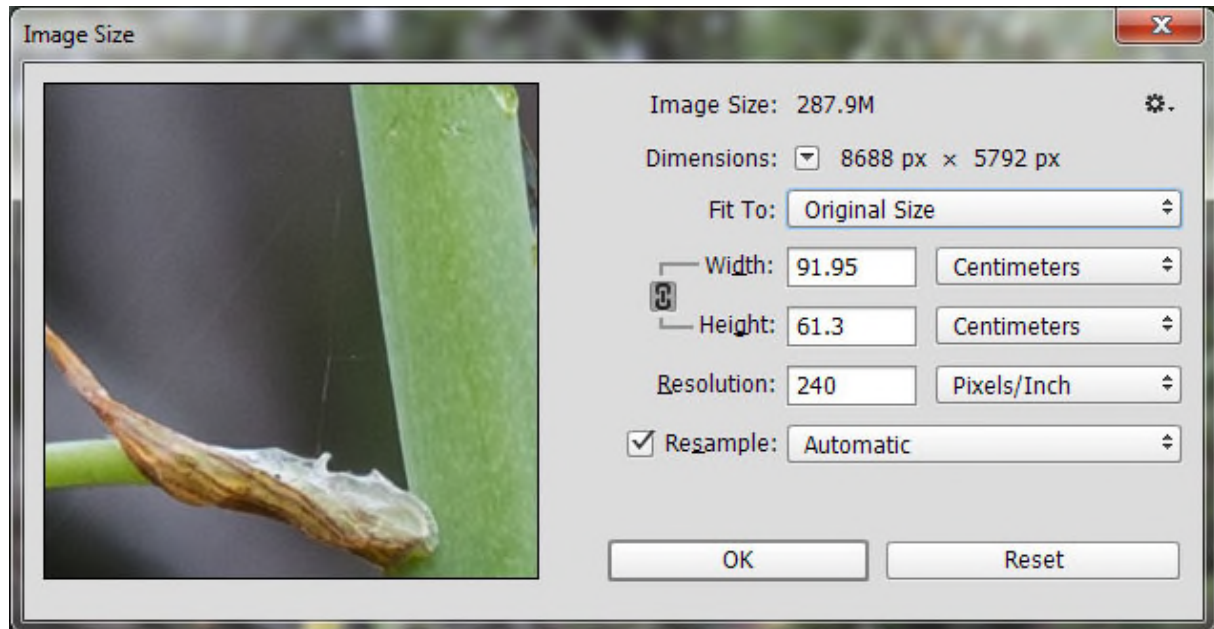 Image Size
Image Size: 287.9M
Dimensions: 8688 px × 5792 px
Fit To: Original Size
Width: 91.95 Centimeters
Height: 61.3 Centimeters
Resolution: 240 Pixels/Inch
Resample: Automatic
OK Reset